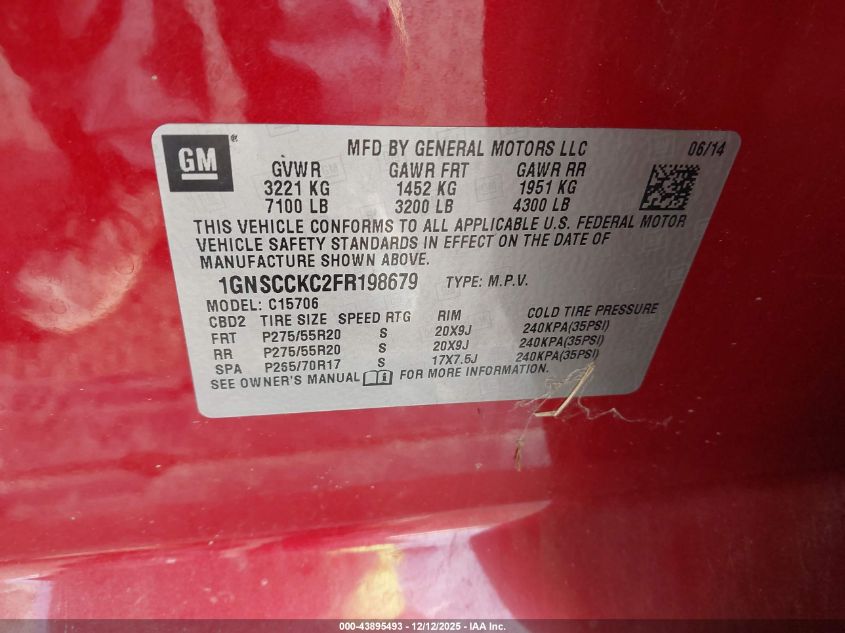 GM®
MFD BY GENERAL MOTORS LLC 06/14
GVWR GAWR FRT GAWR RR
3221 KG 1452 KG 1951 KG
7100 LB 3200 LB 4300 LB
THIS VEHICLE CONFORMS TO ALL APPLICABLE U.S. FEDERAL MOTOR
VEHICLE SAFETY STANDARDS IN EFFECT ON THE DATE OF
MANUFACTURE SHOWN ABOVE.
1GNSCCKC2FR198679 TYPE: M.P.V.
MODEL: C15706
CBD2 TIRE SIZE SPEED RTG RIM COLD TIRE PRESSURE
FRT P275/55R20 S 20X9J 240KPA(35PSI)
RR P275/55R20 S 20X9J 240KPA(35PSI)
SPA P265/70R17 S 17X7.5J 240KPA(35PSI)
SEE OWNER'S MANUAL FOR MORE INFORMATION.
000-43895493 - 12/12/2025 - IAA Inc.